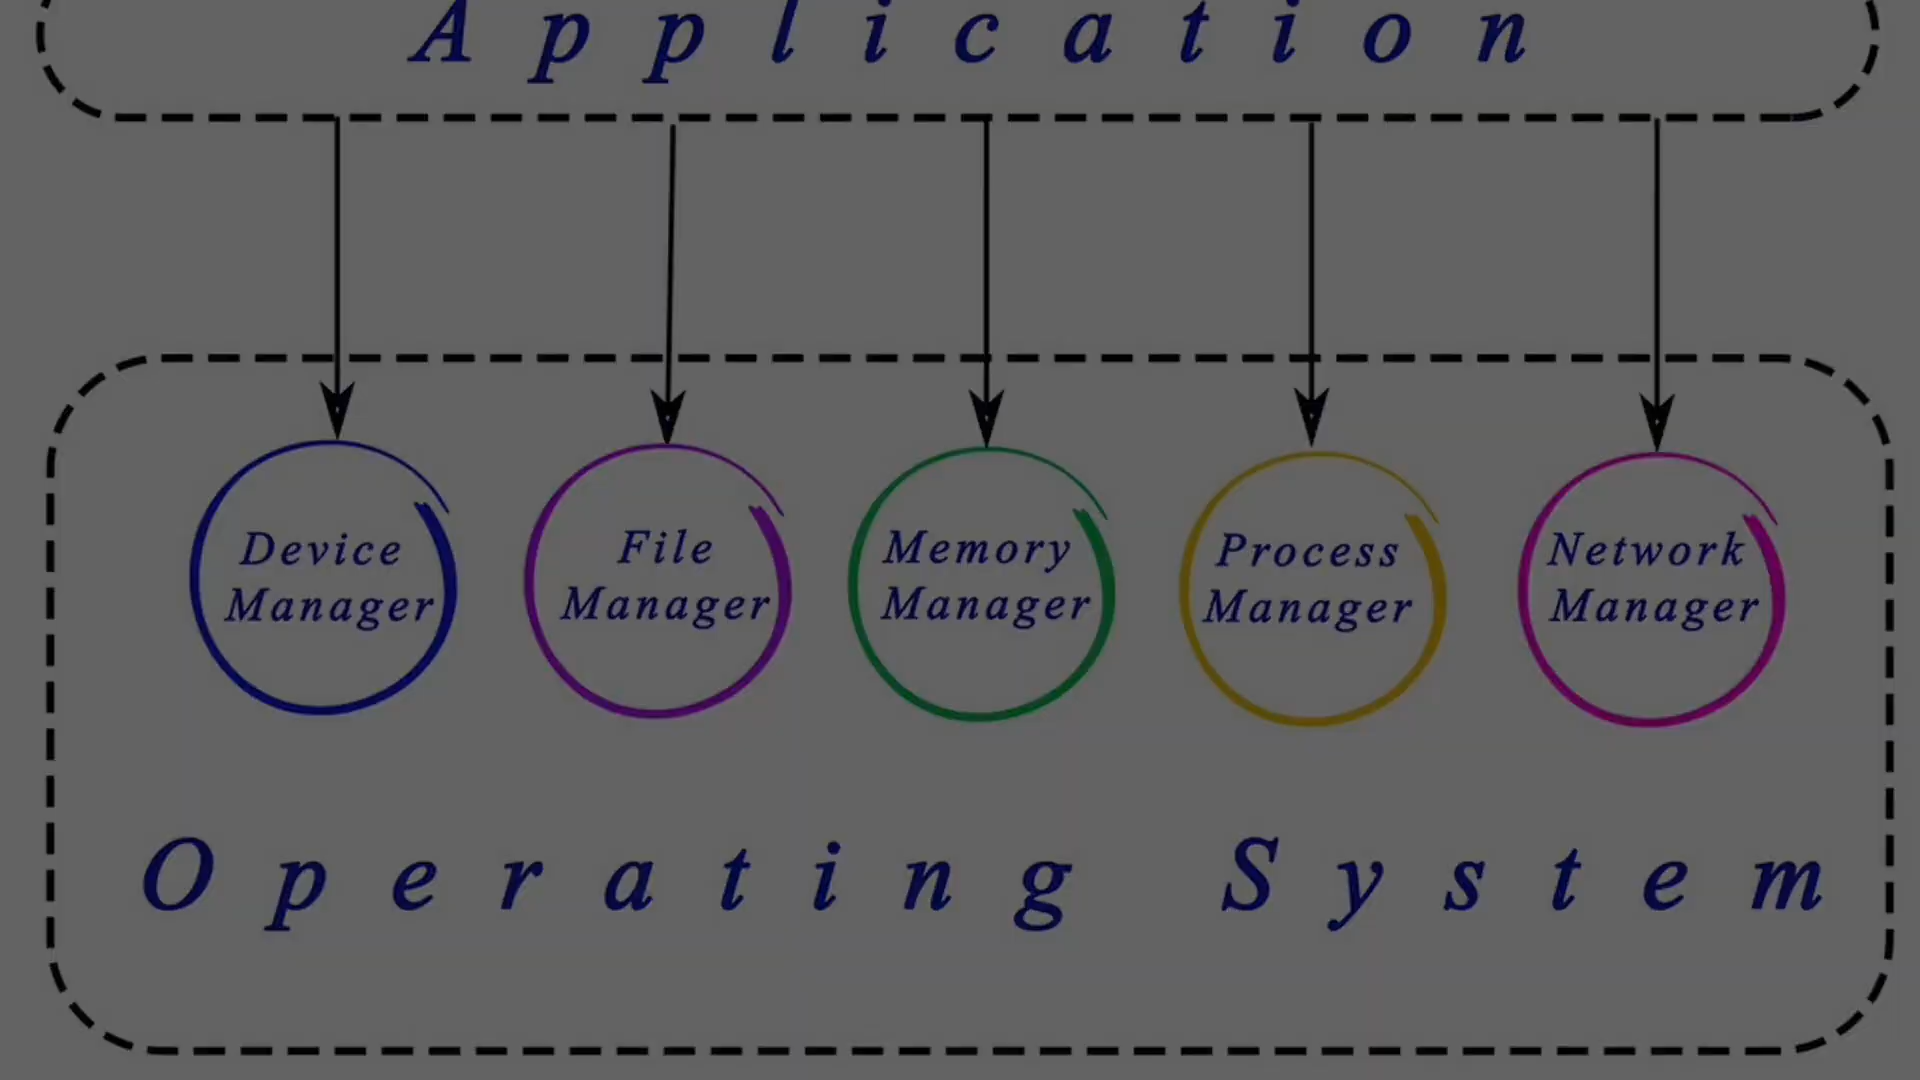 Application
Device Manager
File Manager
Memory Manager
Process Manager
Network Manager
Operating System